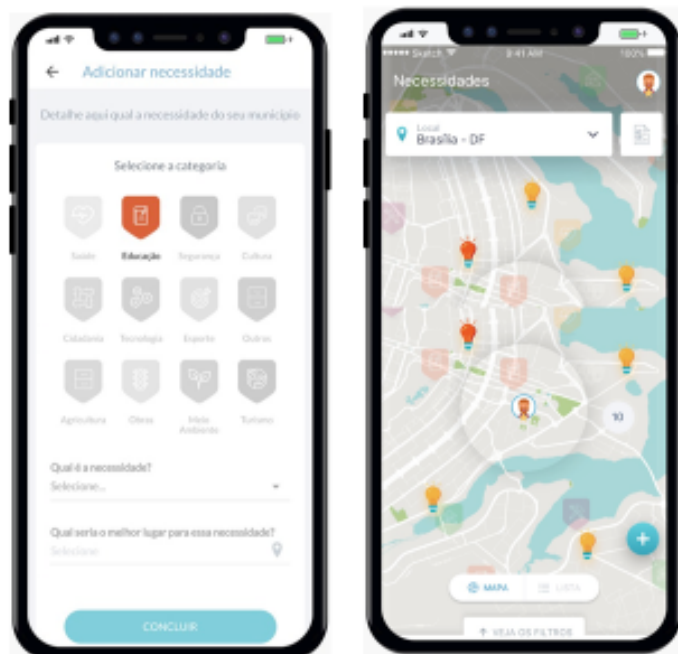 Adicionar necessidade
Detalhe aqui qual a necessidade do seu município
Selecione a categoria
Saúde
Educação
Segurança
Cultura
Cidadania
Tecnologia
Esporte
Outras
Agricultura
Obras
Meio
Ambiente
Turismo
Qual é a necessidade?
Selecione...
Qual seria o melhor lugar para essa necessidade?
Selecione
CONCLUIR
Sketch
9:41 AM
100%
Necessidades
Local
Brasília - DF
10
MAPA
LISTA
VEJA OS FILTROS